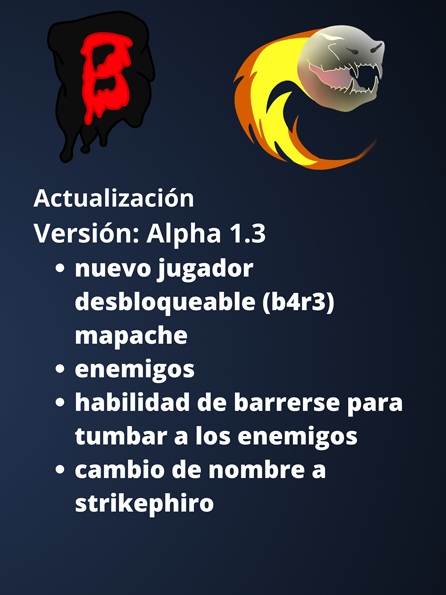 B
Actualización
Versión: Alpha 1.3
• nuevo jugador
desbloqueable (b4r3)
mapache
• enemigos
• habilidad de barrerse para
tumbar a los enemigos
• cambio de nombre a
strikephiro